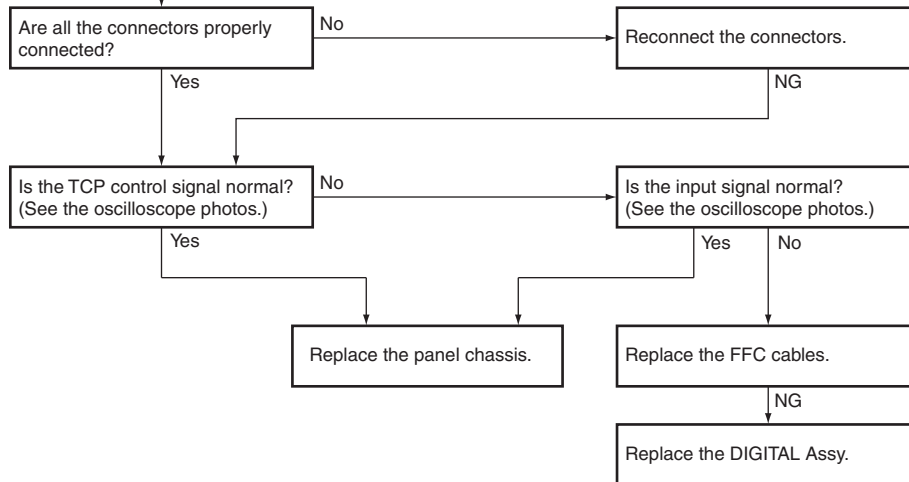 Are all the connectors properly
connected?
No
Reconnect the connectors.
Yes
NG
Is the TCP control signal normal?
(See the oscilloscope photos.)
No
Is the input signal normal?
(See the oscilloscope photos.)
Yes
Yes
No
Replace the panel chassis.
Replace the FFC cables.
NG
Replace the DIGITAL Assy.